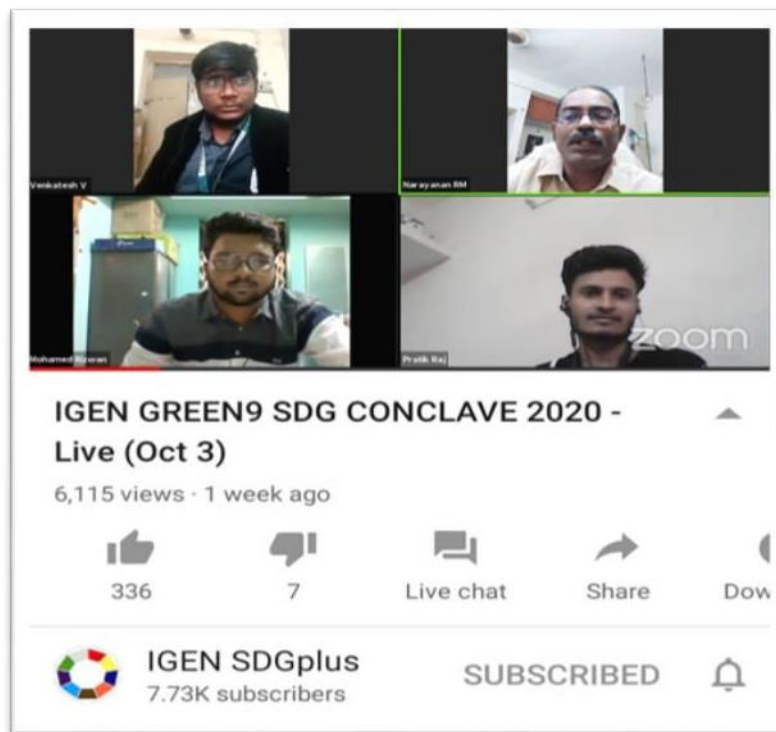 Venkatesh V
Narayanan RM
Mohamed Rizwan
Pratik Raj
zoom
IGEN GREEN9 SDG CONCLAVE 2020 -
Live (Oct 3)
6,115 views · 1 week ago
336
7
Live chat
Share
Dow
IGEN SDGplus
7.73K subscribers
SUBSCRIBED